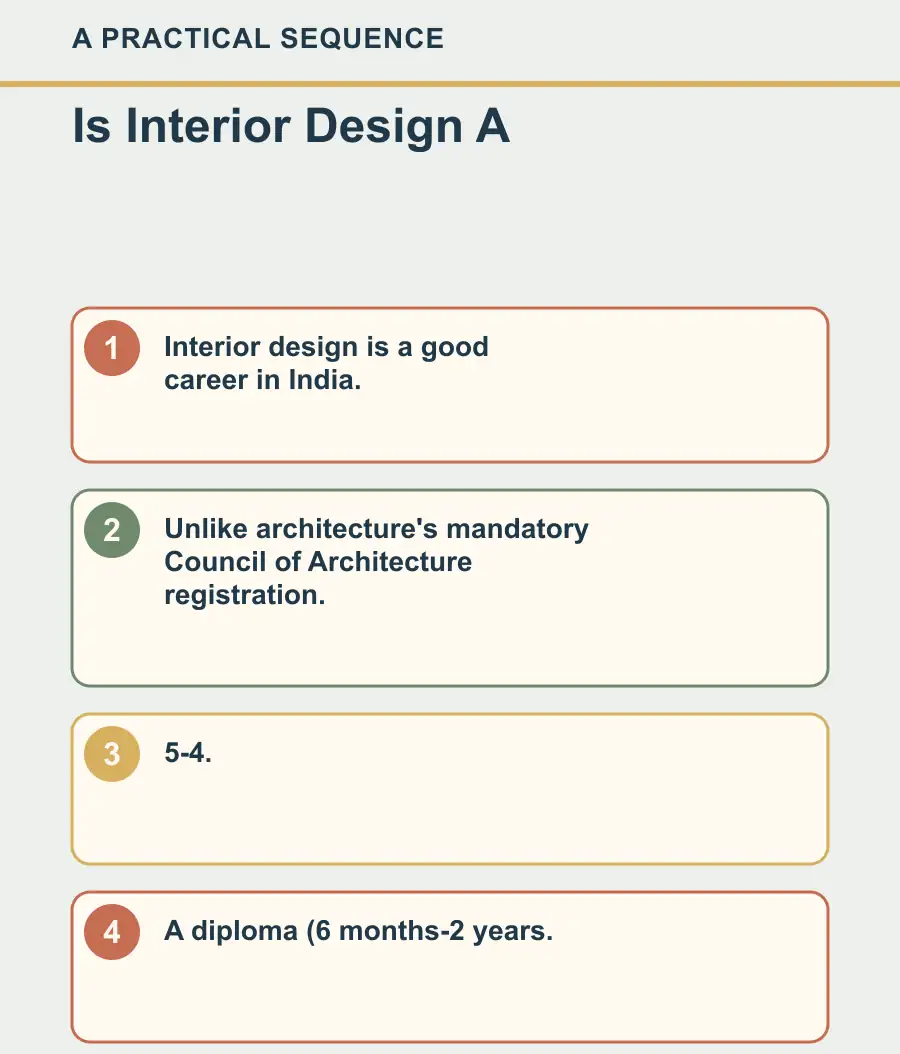 A PRACTICAL SEQUENCE
Is Interior Design A
1
Interior design is a good
career in India.
2
Unlike architecture's mandatory
Council of Architecture
registration.
3
5-4.
4
A diploma (6 months-2 years.